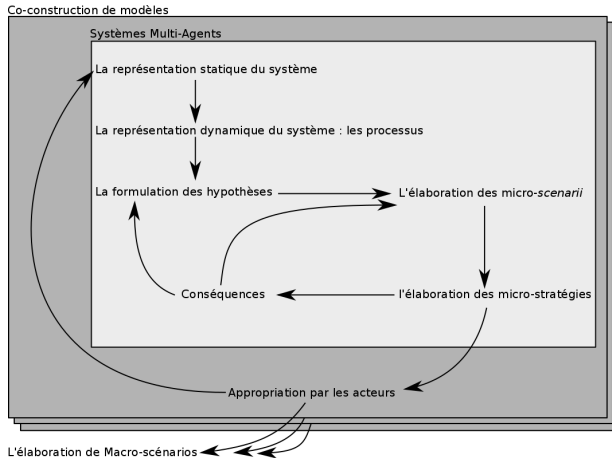 Co-construction de modèles
Systèmes Multi-Agents
La représentation statique du système
La représentation dynamique du système : les processus
La formulation des hypothèses
L'élaboration des micro-scenarii
Conséquences
l'élaboration des micro-stratégies
Appropriation par les acteurs
L'élaboration de Macro-scénarios